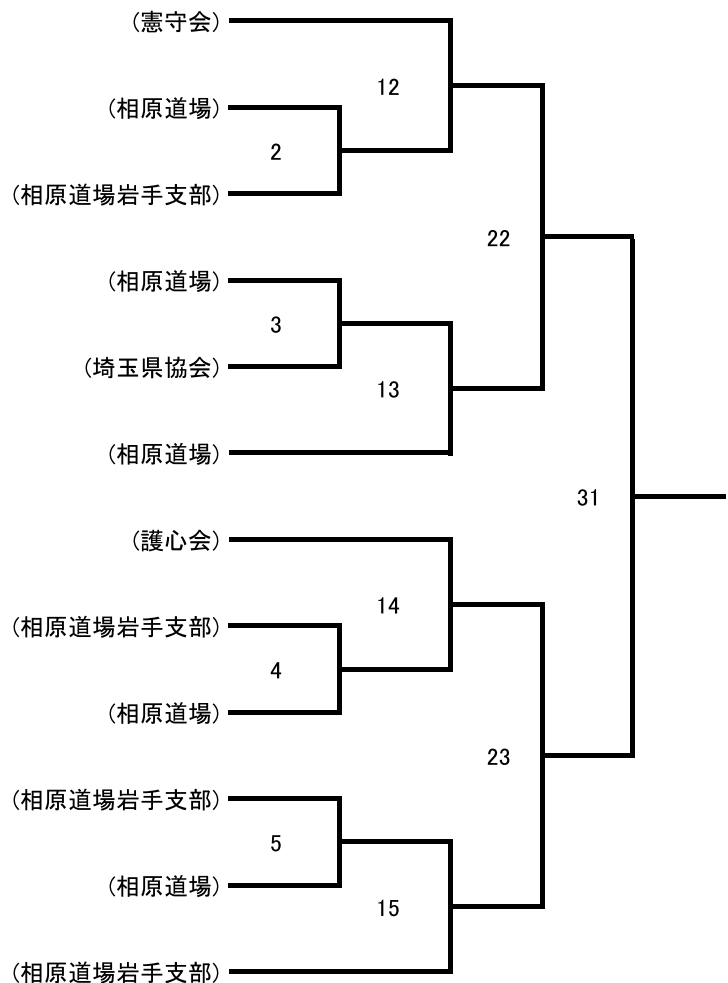 (憲守会)
12
(相原道場)
2
(相原道場岩手支部)
22
(相原道場)
3
(埼玉県協会)
13
(相原道場)
31
(護心会)
14
(相原道場岩手支部)
4
(相原道場)
23
(相原道場岩手支部)
5
(相原道場)
15
(相原道場岩手支部)